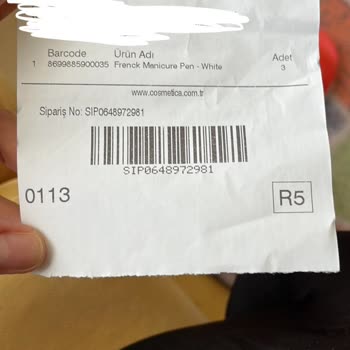 Barcode Ürün Adı Adet
1 8699685900035 Frenck Manicure Pen - White 3
www.cosmetica.com.tr
Sipariş No: SIP0648972981
SIP0648972981
0113 R5